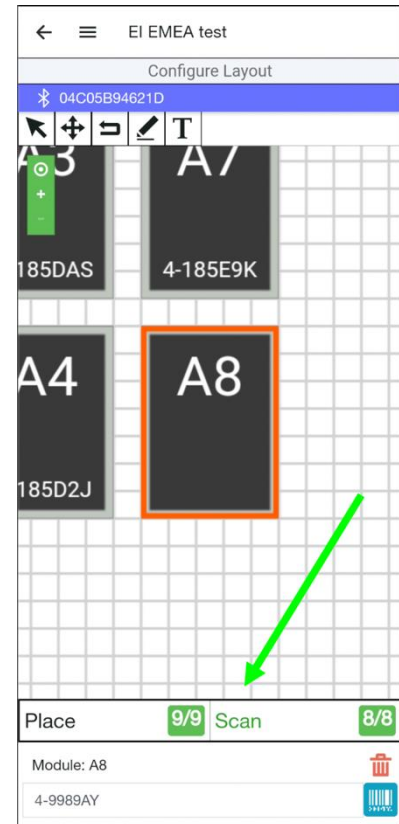 EI EMEA test
Configure Layout
04C05B94621D
T
A3
A7
185DAS
4-185E9K
A4
A8
185D2J
Place 9/9 Scan 8/8
Module: A8
4-9989AY